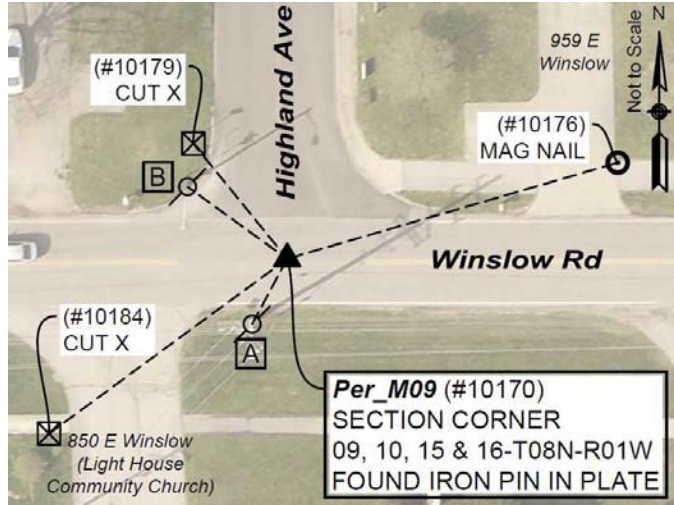 (#10179)
CUT X
Highland Ave
959 E
Winslow
Not to Scale
N
(#10176)
MAG NAIL
B
Winslow Rd
(#10184)
CUT X
A
Per_M09 (#10170)
SECTION CORNER
09, 10, 15 & 16-T08N-R01W
FOUND IRON PIN IN PLATE
850 E Winslow
(Light House
Community Church)